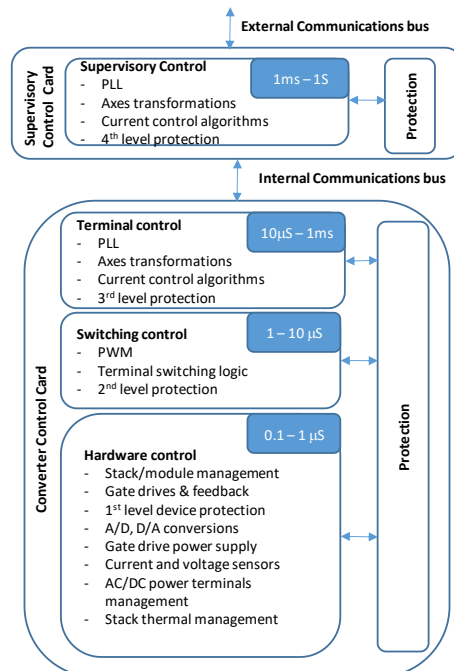 External Communications bus
Supervisory
Control Card
Supervisory Control
1ms – 1S
- PLL
- Axes transformations
- Current control algorithms
- 4th level protection
Protection
Internal Communications bus
Converter Control Card
Terminal control
10μS – 1ms
- PLL
- Axes transformations
- Current control algorithms
- 3rd level protection
Switching control
1 – 10 μS
- PWM
- Terminal switching logic
- 2nd level protection
Hardware control
0.1 – 1 μS
- Stack/module management
- Gate drives & feedback
- 1st level device protection
- A/D, D/A conversions
- Gate drive power supply
- Current and voltage sensors
- AC/DC power terminals
management
- Stack thermal management
Protection